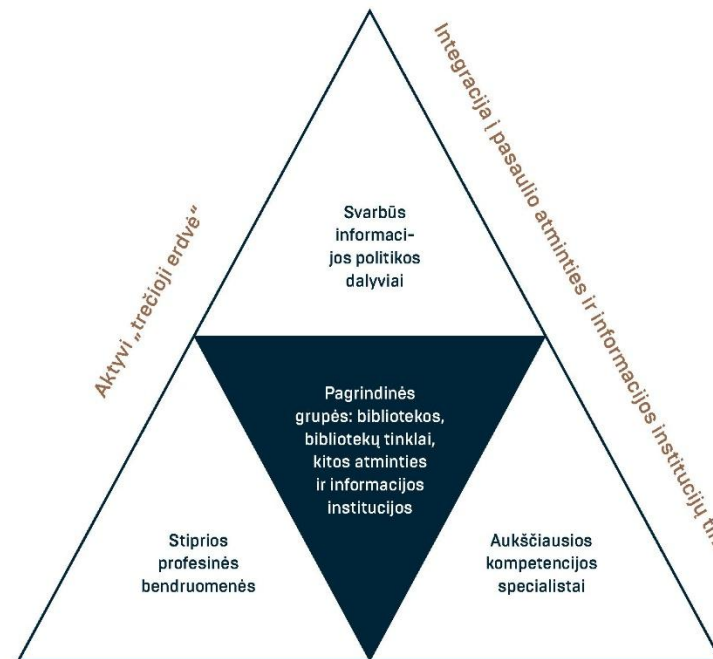 Integracija į pasaulio atminties ir informacijos institucijų
Aktyvi „trečioji erdvė“
Svarbūs
informaci-
jos politikos
dalyviai
Pagrindinės
grupės: bibliotekos,
bibliotekų tinklai,
kitos atminties
ir informacijos
institucijos
Stiprios
profesinės
bendruomenės
Aukščiausios
kompetencijos
specialistai